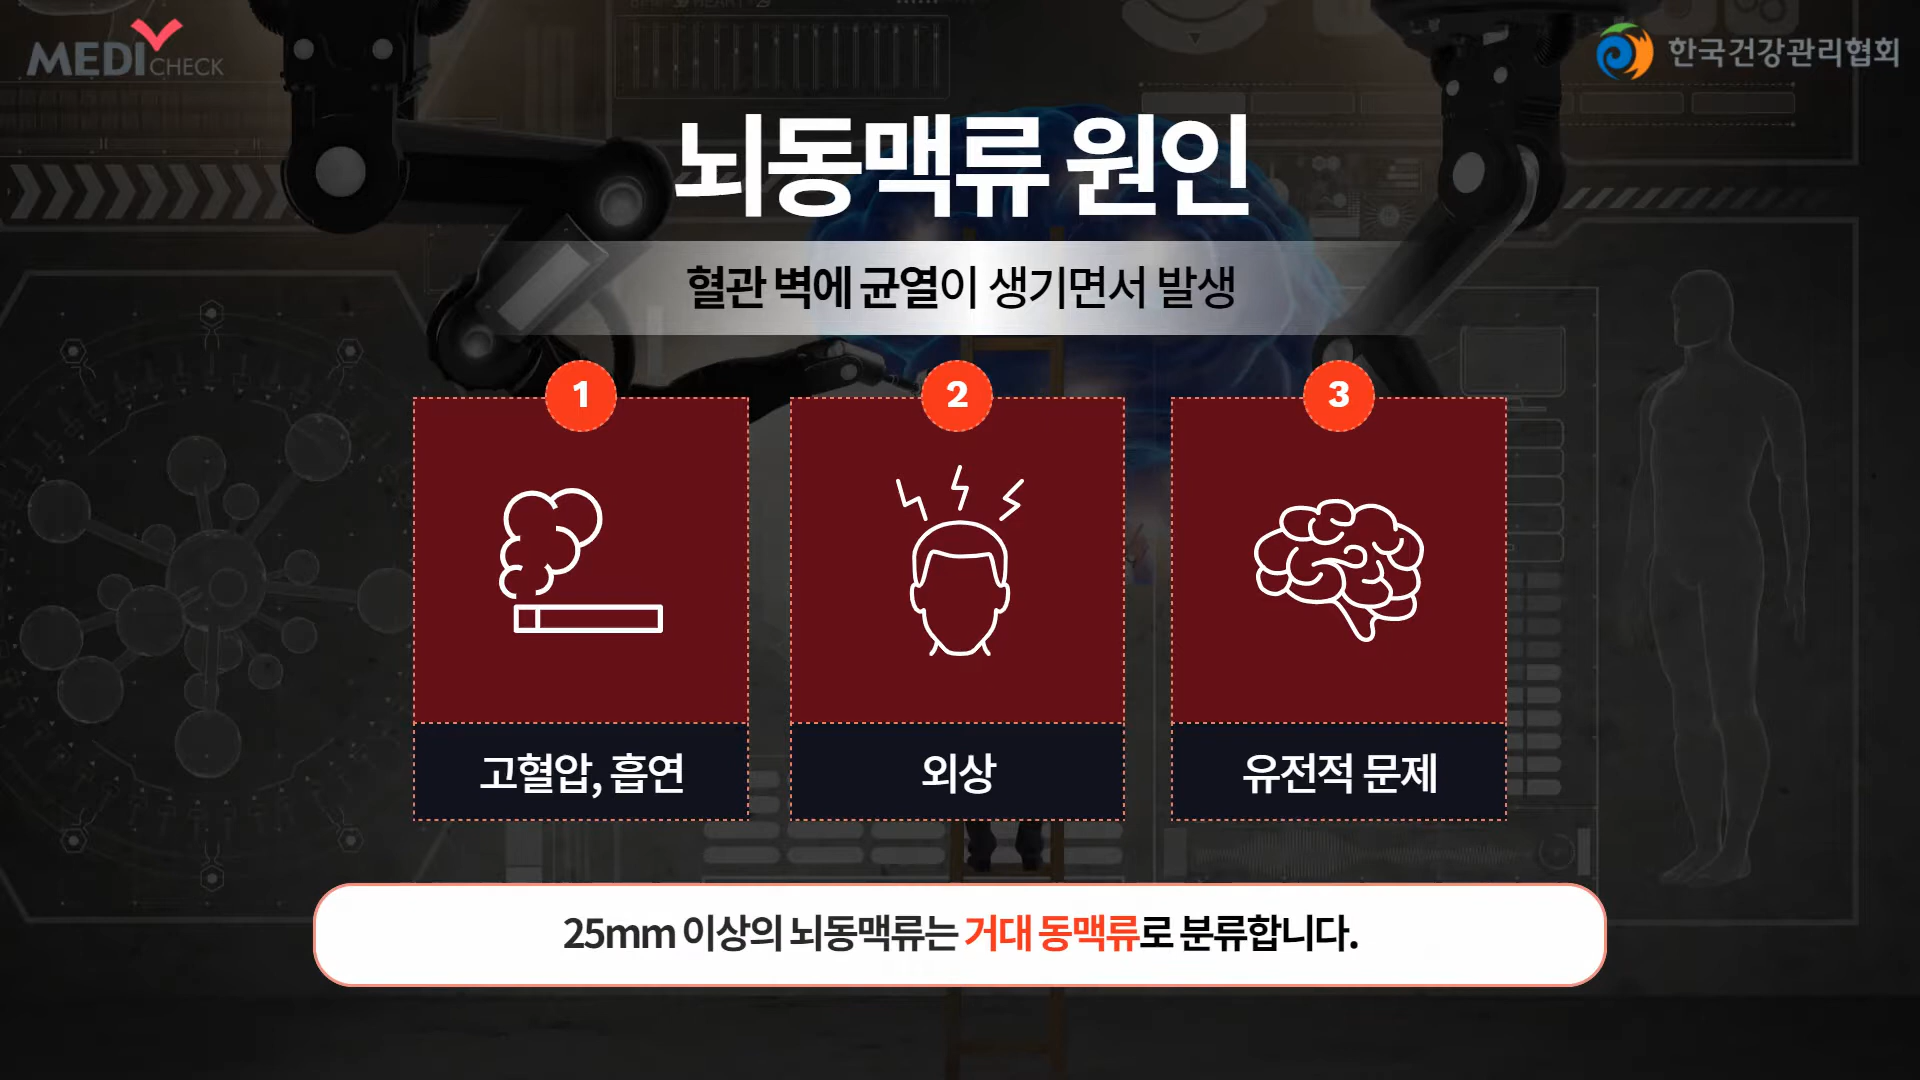 MEDI CHECK
한국건강관리협회
뇌동맥류 원인
혈관 벽에 균열이 생기면서 발생
1
2
3
고혈압, 흡연
외상
유전적 문제
25mm 이상의 뇌동맥류는 거대 동맥류로 분류합니다.